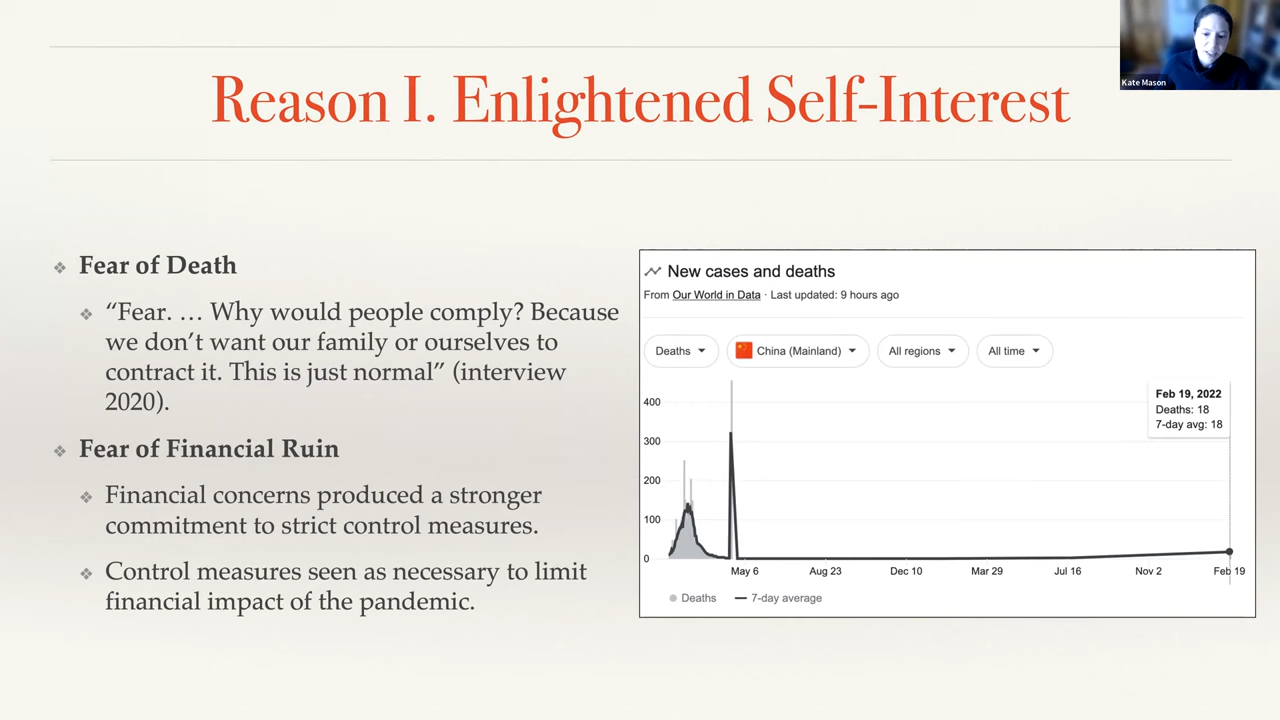 Kate Mason
Reason I. Enlightened Self-Interest
❖ Fear of Death
❖ “Fear. … Why would people comply? Because
we don’t want our family or ourselves to
contract it. This is just normal” (interview
2020).
❖ Fear of Financial Ruin
❖ Financial concerns produced a stronger
commitment to strict control measures.
❖ Control measures seen as necessary to limit
financial impact of the pandemic.
New cases and deaths
From Our World in Data · Last updated: 9 hours ago
Deaths
China (Mainland)
All regions
All time
Feb 19, 2022
Deaths: 18
7-day avg: 18
400
300
200
100
0
May 6
Aug 23
Dec 10
Mar 29
Jul 16
Nov 2
Feb 19
Deaths
7-day average